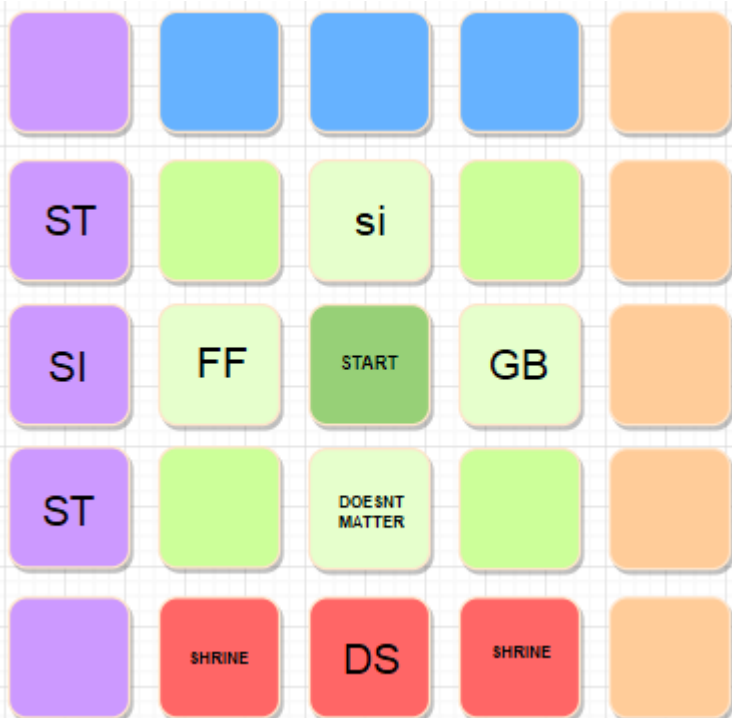 ST
si
SI
FF
START
GB
ST
DOESNT
MATTER
SHRINE
DS
SHRINE